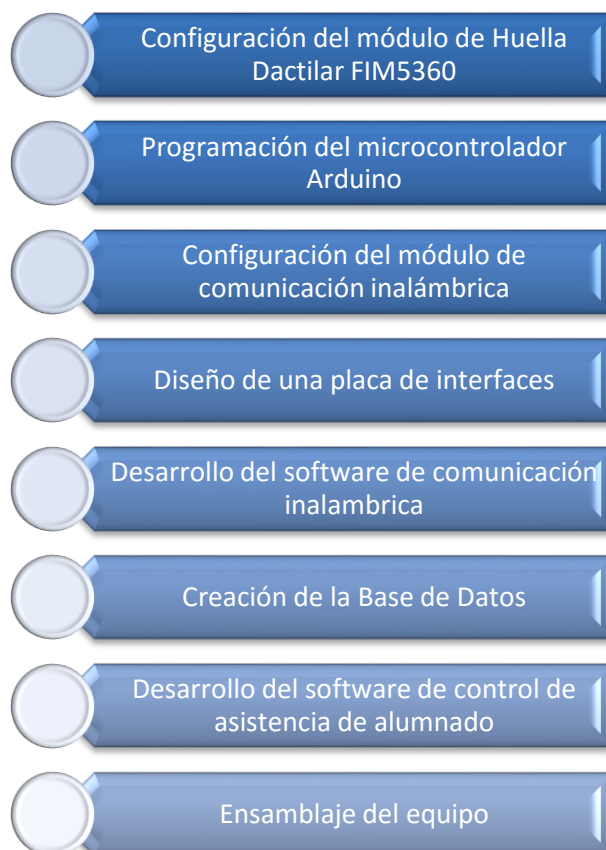 Configuración del módulo de Huella
Dactilar FIM5360
Programación del microcontrolador
Arduino
Configuración del módulo de
comunicación inalámbrica
Diseño de una placa de interfaces
Desarrollo del software de comunicación
inalambrica
Creación de la Base de Datos
Desarrollo del software de control de
asistencia de alumnado
Ensamblaje del equipo